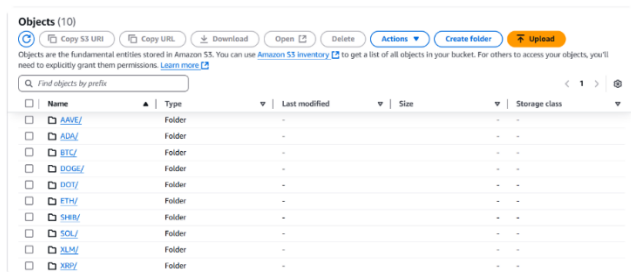 Objects (10)
Copy S3 URI Copy URL Download Open Delete Actions Create folder Upload
Objects are the fundamental entities stored in Amazon S3. You can use Amazon S3 inventory to get a list of all objects in your bucket. For others to access your objects, you'll
need to explicitly grant them permissions. Learn more
Find objects by prefix 1
Name Type Last modified Size Storage class
AAVE/ Folder - - -
ADA/ Folder - - -
BTC/ Folder - - -
DOGE/ Folder - - -
DOT/ Folder - - -
ETH/ Folder - - -
SHIB/ Folder - - -
SOL/ Folder - - -
XLM/ Folder - - -
XRP/ Folder - - -